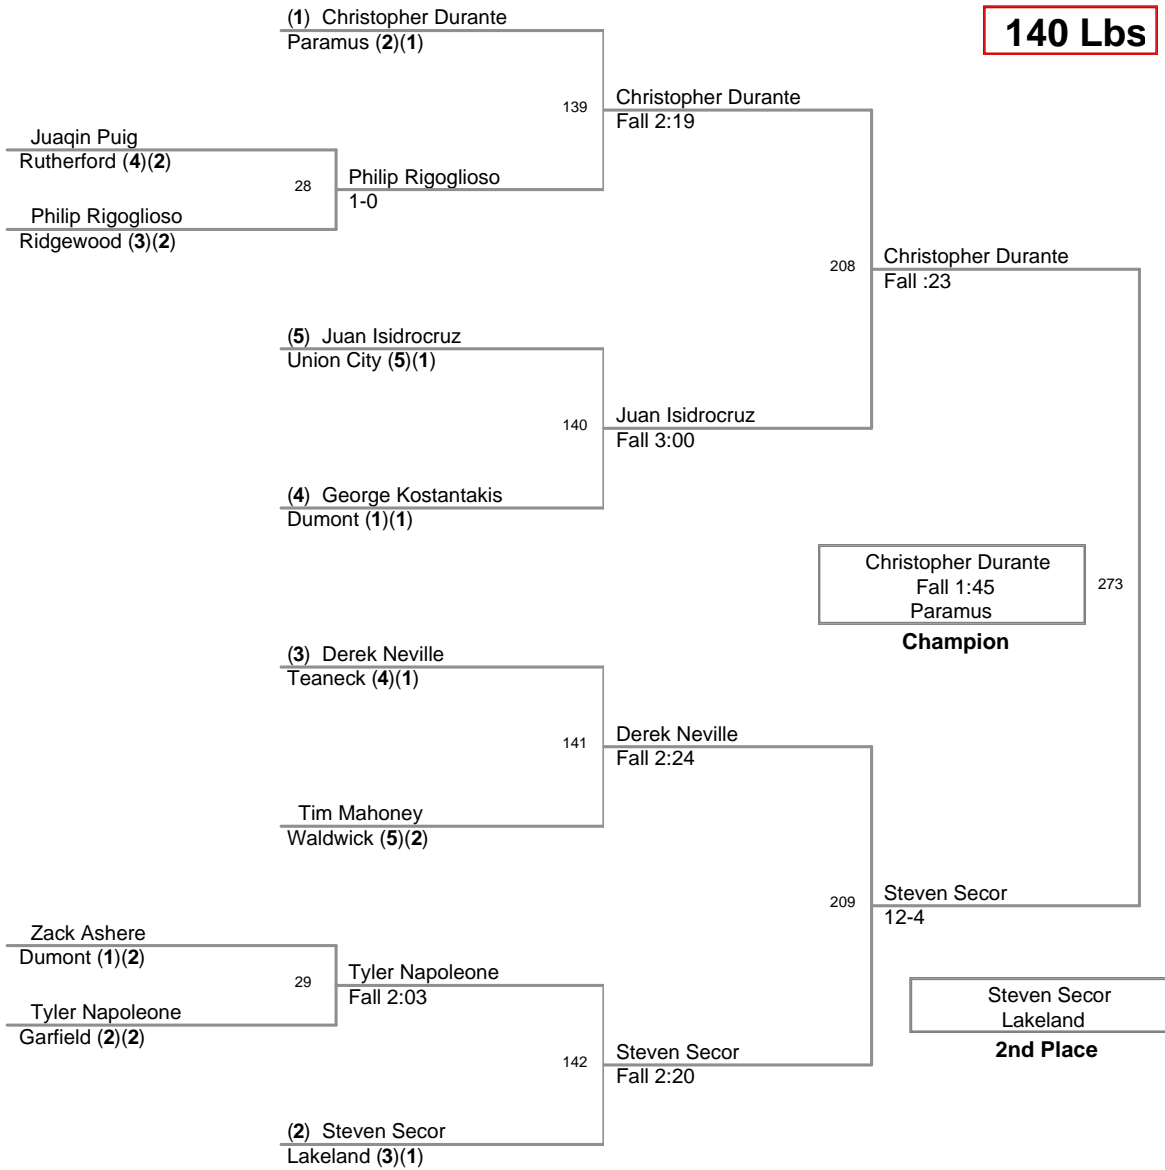 (1) Christopher Durante
Paramus (2)(1)
140 Lbs
139
Christopher Durante
Fall 2:19
Juaqin Puig
Rutherford (4)(2)
28
Philip Rigoglioso
1-0
Philip Rigoglioso
Ridgewood (3)(2)
208
Christopher Durante
Fall :23
(5) Juan Isidrocruz
Union City (5)(1)
140
Juan Isidrocruz
Fall 3:00
(4) George Kostantakis
Dumont (1)(1)
Christopher Durante
Fall 1:45
Paramus
Champion
273
(3) Derek Neville
Teaneck (4)(1)
141
Derek Neville
Fall 2:24
Tim Mahoney
Waldwick (5)(2)
209
Steven Secor
12-4
Zack Ashere
Dumont (1)(2)
29
Tyler Napoleone
Fall 2:03
Tyler Napoleone
Garfield (2)(2)
Steven Secor
Lakeland
2nd Place
142
Steven Secor
Fall 2:20
(2) Steven Secor
Lakeland (3)(1)